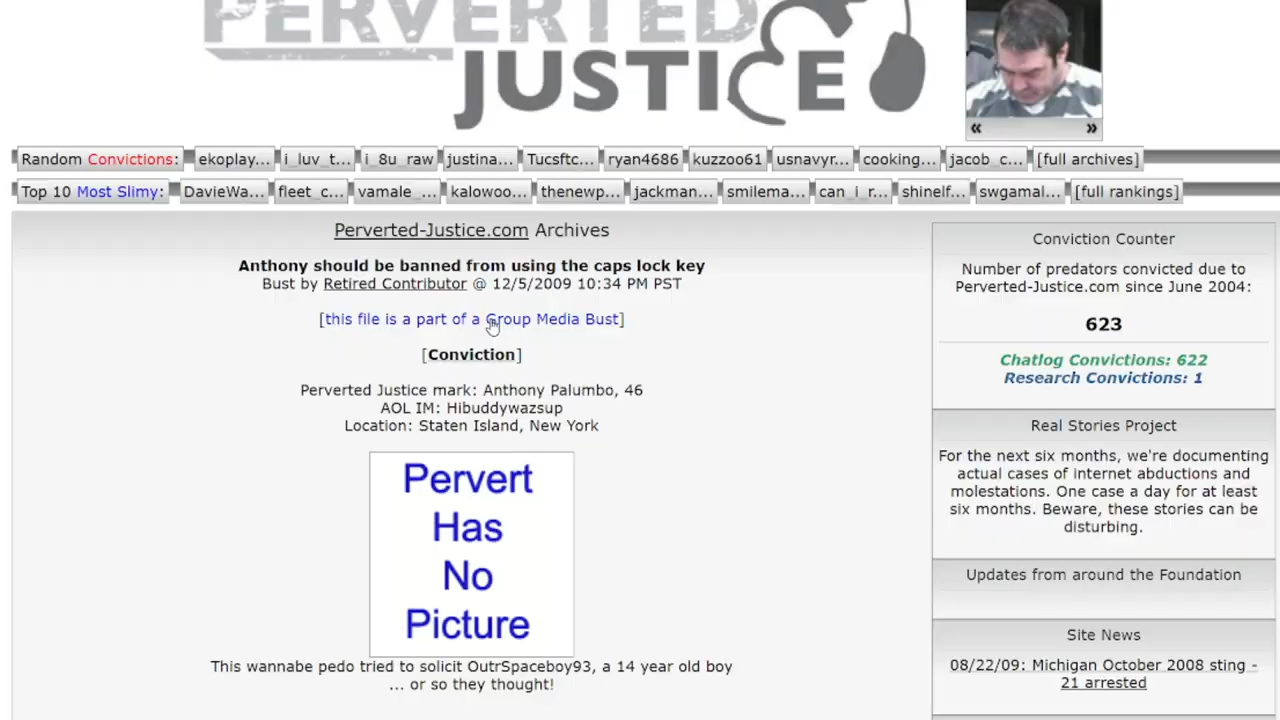 PERVERTED
JUSTICE
« »
Random Convictions: ekoplay... i_luv_t... i_8u_raw justina... Tucsftc... ryan4686 kuzzoo61 usnavyr... cooking... jacob_c... [full archives]
Top 10 Most Slimy: DavieWa... fleet_c... vamale_... kalowoo... thenewp... jackman... smilema... can_i_r... shinelf... swgamal... [full rankings]
Perverted-Justice.com Archives
Anthony should be banned from using the caps lock key
Bust by Retired Contributor @ 12/5/2009 10:34 PM PST
[this file is a part of a Group Media Bust]
[Conviction]
Perverted Justice mark: Anthony Palumbo, 46
AOL IM: Hibuddywazsup
Location: Staten Island, New York
Pervert
Has
No
Picture
This wannabe pedo tried to solicit OutrSpaceboy93, a 14 year old boy
... or so they thought!
Conviction Counter
Number of predators convicted due to
Perverted-Justice.com since June 2004:
623
Chatlog Convictions: 622
Research Convictions: 1
Real Stories Project
For the next six months, we're documenting
actual cases of internet abductions and
molestations. One case a day for at least
six months. Beware, these stories can be
disturbing.
Updates from around the Foundation
Site News
08/22/09: Michigan October 2008 sting -
21 arrested